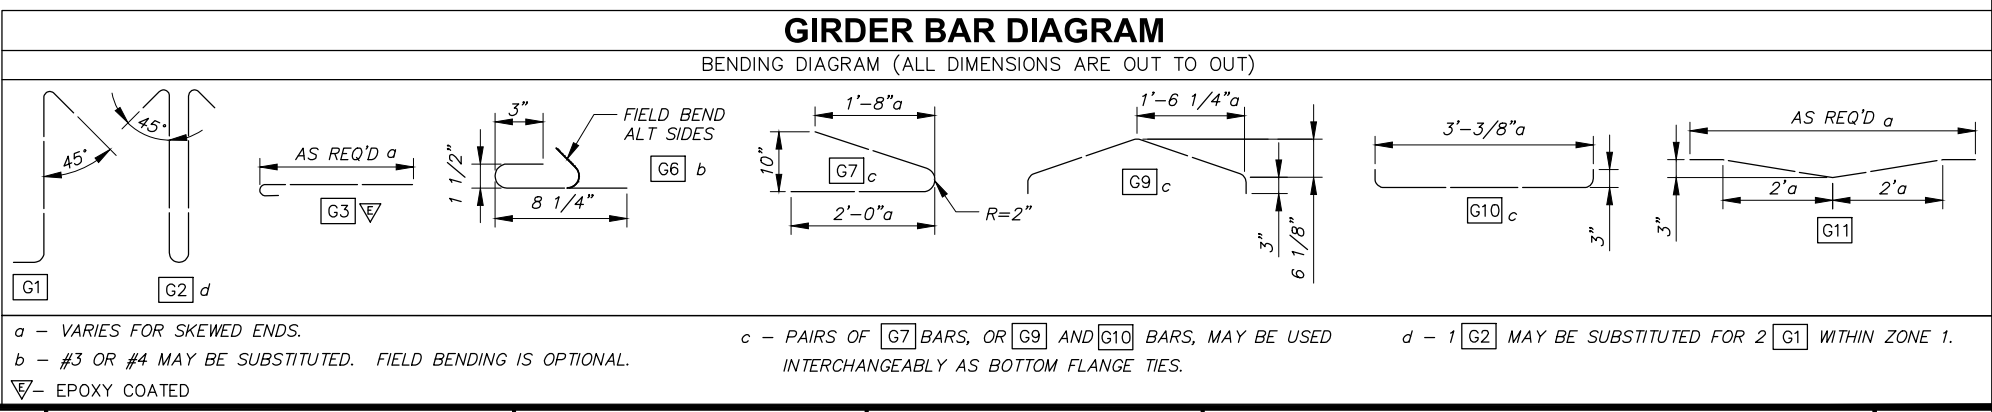 GIRDER BAR DIAGRAM
BENDING DIAGRAM (ALL DIMENSIONS ARE OUT TO OUT)
45°
G1
45°
G2 d
AS REQ'D a
G3 E
3"
1 1/2"
8 1/4"
FIELD BEND
ALT SIDES
G6 b
1'-8"a
10"
G7 c
2'-0"a
R=2"
1'-6 1/4"a
G9 c
3"
6 1/8"
3'-3/8"a
G10 c
3"
AS REQ'D a
3"
2'a
2'a
G11
a - VARIES FOR SKEWED ENDS.
b - #3 OR #4 MAY BE SUBSTITUTED. FIELD BENDING IS OPTIONAL.
E - EPOXY COATED
c - PAIRS OF G7 BARS, OR G9 AND G10 BARS, MAY BE USED
INTERCHANGEABLY AS BOTTOM FLANGE TIES.
d - 1 G2 MAY BE SUBSTITUTED FOR 2 G1 WITHIN ZONE 1.